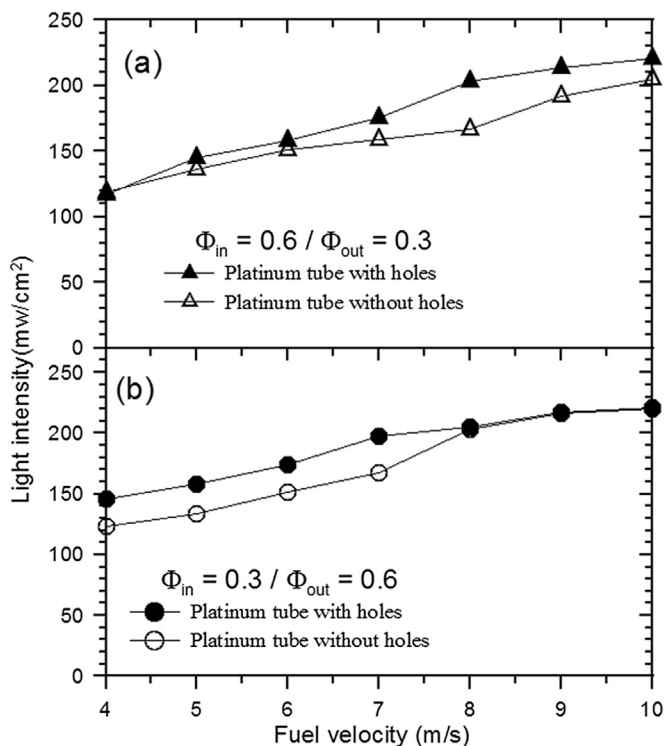 250
(a)
200
150
100
Φin = 0.6 / Φout = 0.3
Platinum tube with holes
50
Platinum tube without holes
0
Light intensity(mw/cm²)
250
(b)
200
150
100
Φin = 0.3 / Φout = 0.6
50
Platinum tube with holes
Platinum tube without holes
0
4 5 6 7 8 9 10
Fuel velocity (m/s)